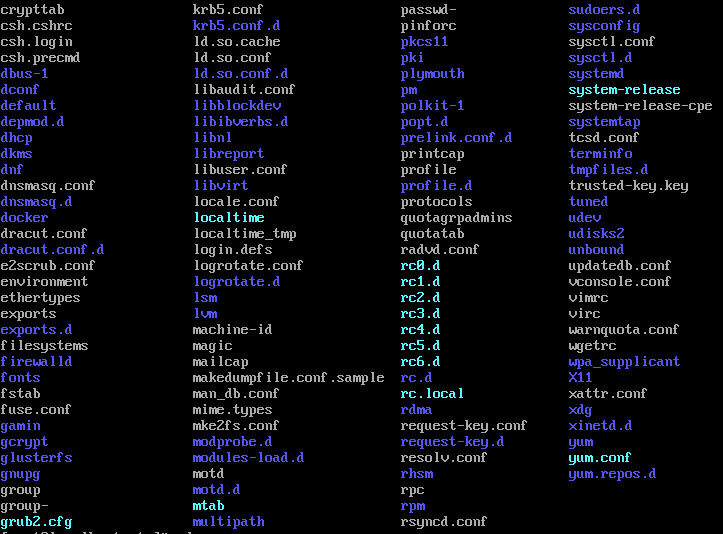 crypttab krb5.conf passwd- sudoers.d
csh.cshrc krb5.conf.d pinforc sysconfig
csh.login ld.so.cache pkcs11 sysctl.conf
csh.precmd ld.so.conf pki sysctl.d
dbus-1 ld.so.conf.d plymouth systemd
dconf libaudit.conf pm system-release
default libblockdev polkit-1 system-release-cpe
depmod.d libibverbs.d popt.d systemtap
dhcp libnl prelink.conf.d tcsd.conf
dkms libreport printcap terminfo
dnf libuser.conf profile tmpfiles.d
dnsmasq.conf libvirt profile.d trusted-key.key
dnsmasq.d locale.conf protocols tuned
docker localtime quotagrpadmins udev
dracut.conf localtime_tmp quotatab udisks2
dracut.conf.d login.defs radvd.conf unbound
e2scrub.conf logrotate.conf rc0.d updatedb.conf
environment logrotate.d rc1.d vconsole.conf
ethertypes lsm rc2.d vimrc
exports lvm rc3.d virc
exports.d machine-id rc4.d warnquota.conf
filesystems magic rc5.d wgetrc
firewalld mailcap rc6.d wpa_supplicant
fonts makedumpfile.conf.sample rc.d X11
fstab man_db.conf rc.local xattr.conf
fuse.conf mime.types rdma xdg
gamin mke2fs.conf request-key.conf xinetd.d
gcrypt modprobe.d request-key.d yum
glusterfs modules-load.d resolv.conf yum.conf
gnupg motd rhsm yum.repos.d
group motd.d rpc
group- mtab rpm
grub2.cfg multipath rsyncd.conf